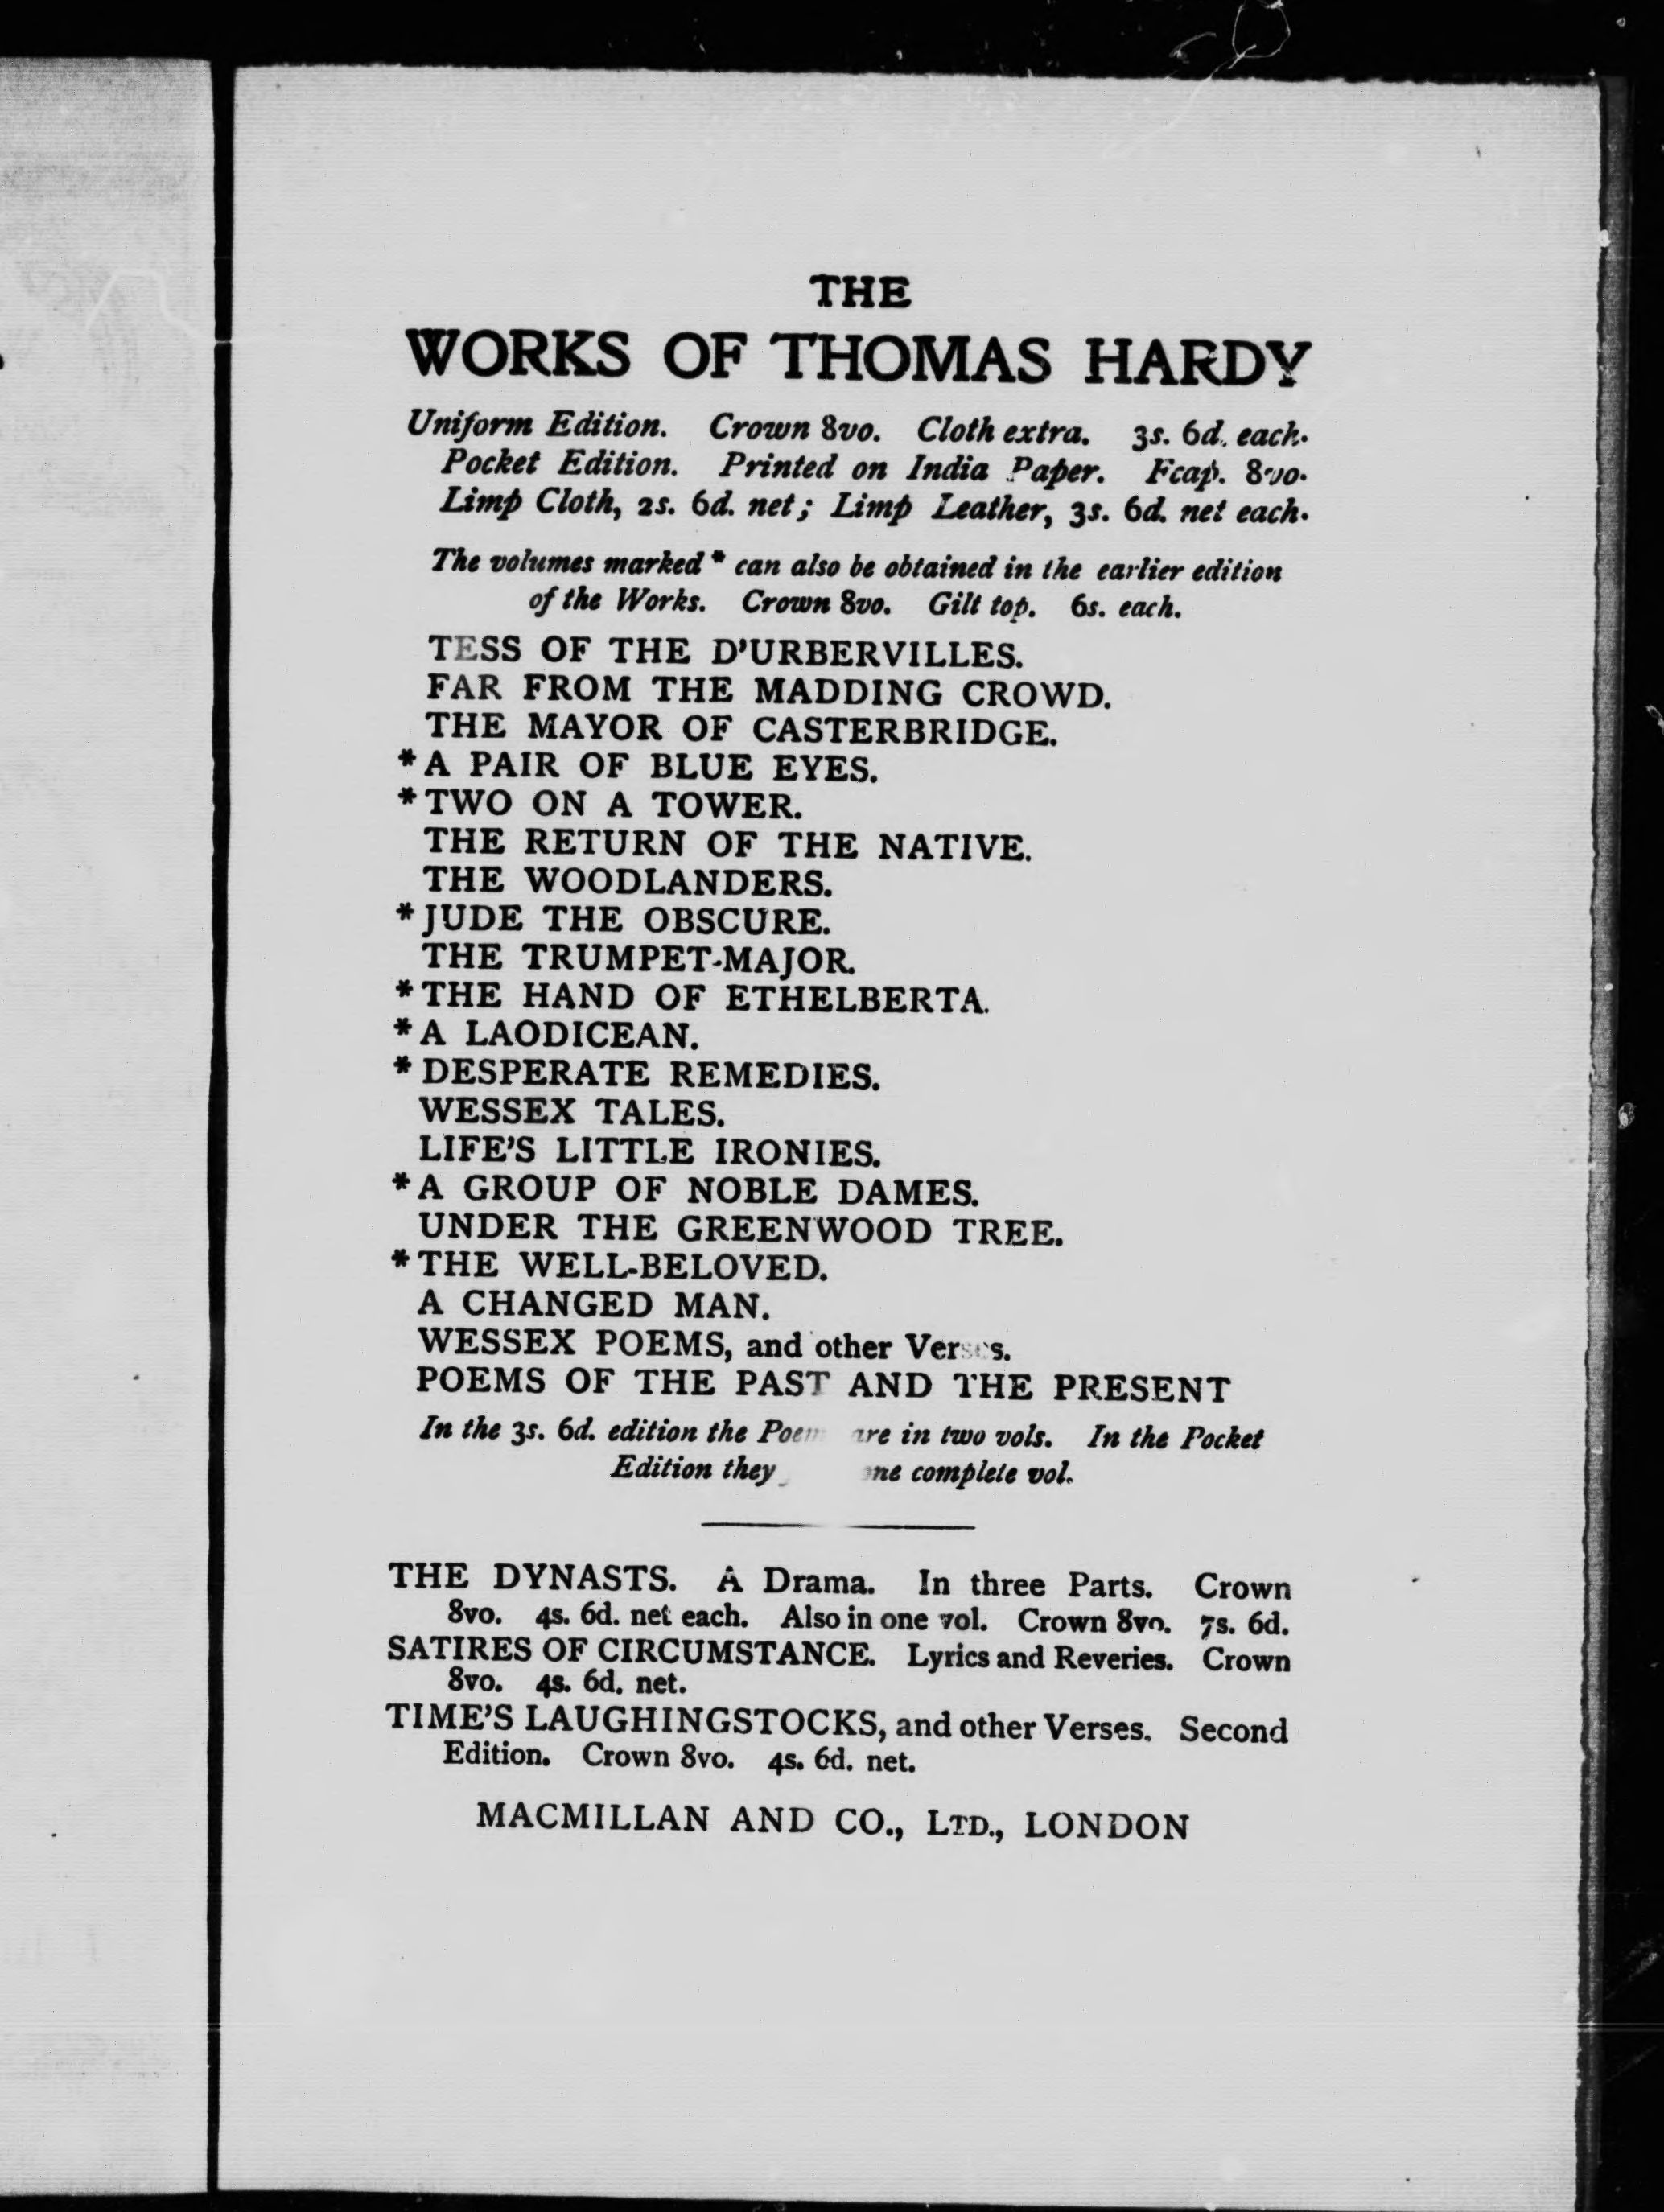 THE
WORKS OF THOMAS HARDY
Uniform Edition. Crown 8vo. Cloth extra. 3s. 6d. each.
Pocket Edition. Printed on India Paper. Fcap. 8vo.
Limp Cloth, 2s. 6d. net; Limp Leather, 3s. 6d. net each.
The volumes marked * can also be obtained in the earlier edition
of the Works. Crown 8vo. Gilt top. 6s. each.
TESS OF THE D'URBERVILLES.
FAR FROM THE MADDING CROWD.
THE MAYOR OF CASTERBRIDGE.
*A PAIR OF BLUE EYES.
*TWO ON A TOWER.
THE RETURN OF THE NATIVE.
THE WOODLANDERS.
*JUDE THE OBSCURE.
THE TRUMPET-MAJOR.
*THE HAND OF ETHELBERTA.
*A LAODICEAN.
*DESPERATE REMEDIES.
WESSEX TALES.
LIFE'S LITTLE IRONIES.
*A GROUP OF NOBLE DAMES.
UNDER THE GREENWOOD TREE.
*THE WELL-BELOVED.
A CHANGED MAN.
WESSEX POEMS, and other Verses.
POEMS OF THE PAST AND THE PRESENT
In the 3s. 6d. edition the Poem are in two vols. In the Pocket
Edition they complete vol.
THE DYNASTS. A Drama. In three Parts. Crown
8vo. 4s. 6d. net each. Also in one vol. Crown 8vo. 7s. 6d.
SATIRES OF CIRCUMSTANCE. Lyrics and Reveries. Crown
8vo. 4s. 6d. net.
TIME'S LAUGHINGSTOCKS, and other Verses. Second
Edition. Crown 8vo. 4s. 6d. net.
MACMILLAN AND CO., LTD., LONDON